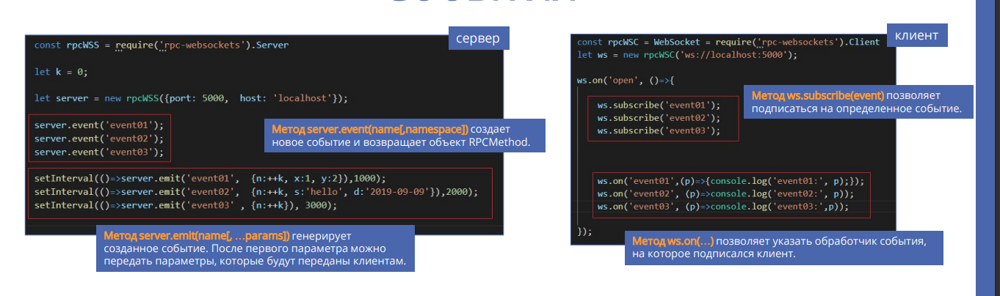 сервер
const rpcWSS = require('rpc-websockets').Server
let k = 0;
let server = new rpcWSS({port: 5000, host: 'localhost'});
server.event('event01');
server.event('event02');
server.event('event03');
Метод server.event(name[,namespace]) создает
новое событие и возвращает объект RPCMethod.
setInterval(()=>server.emit('event01', {n:++k, x:1, y:2}),1000);
setInterval(()=>server.emit('event02', {n:++k, s:'hello', d:'2019-09-09'}),2000);
setInterval(()=>server.emit('event03' , {n:++k}), 3000);
Метод server.emit(name[, …params]) генерирует
созданное событие. После первого параметра можно
передать параметры, которые будут переданы клиентам.
клиент
const rpcWSC = WebSocket = require('rpc-websockets').Client
let ws = new rpcWSC('ws://localhost:5000');
ws.on('open', ()=>{
ws.subscribe('event01');
ws.subscribe('event02');
ws.subscribe('event03');
Метод ws.subscribe(event) позволяет
подписаться на определенное событие.
ws.on('event01',(p)=>{console.log('event01:', p);});
ws.on('event02', (p)=>console.log('event02:', p));
ws.on('event03', (p)=>console.log('event03:',p));
});
Метод ws.on(…) позволяет указать обработчик события,
на которое подписался клиент.